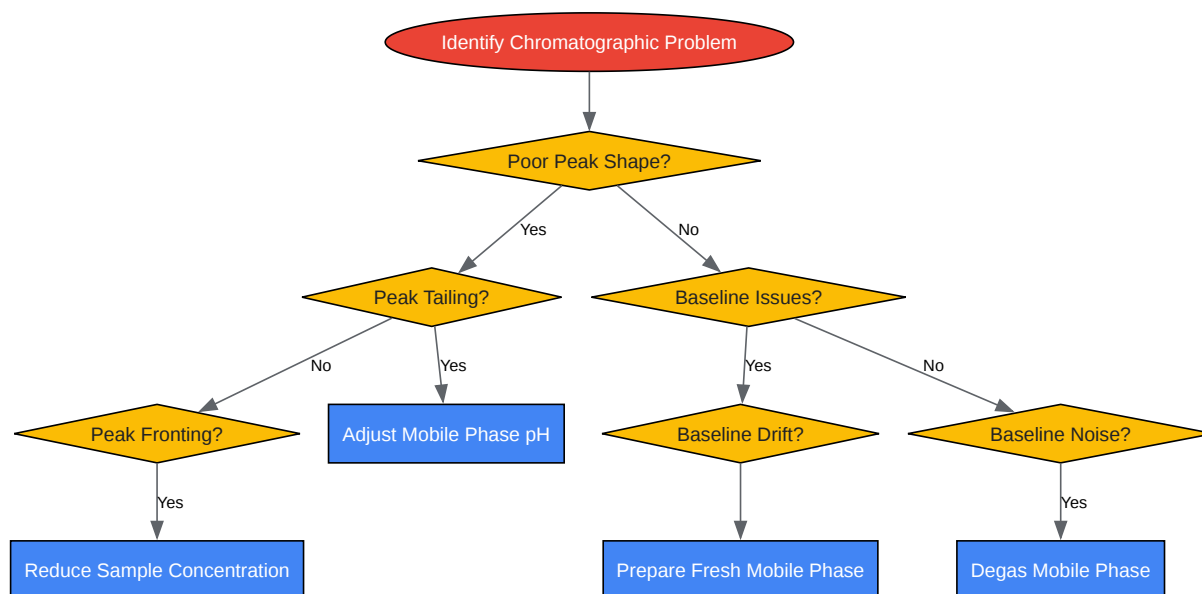 Identify Chromatographic Problem
Poor Peak Shape?
Yes
No
Peak Tailing?
Baseline Issues?
No
Yes
Yes
No
Peak Fronting?
Adjust Mobile Phase pH
Baseline Drift?
Baseline Noise?
Yes
Yes
Reduce Sample Concentration
Prepare Fresh Mobile Phase
Degas Mobile Phase